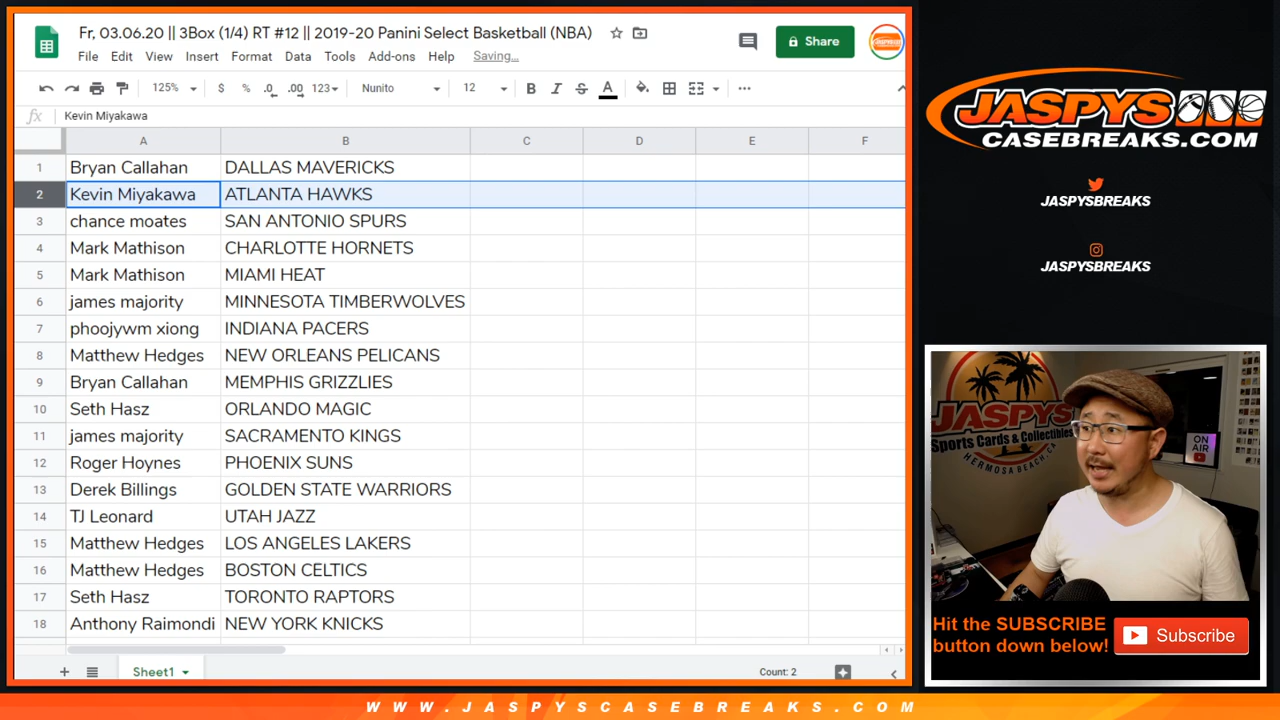 Fr, 03.06.20 || 3Box (1/4) RT #12 || 2019-20 Panini Select Basketball (NBA)
File Edit View Insert Format Data Tools Add-ons Help Saving...
Share
125% $ % .0 .00 123 Nunito 12 B I S A
fx Kevin Miyakawa
A B C D E F
1 Bryan Callahan DALLAS MAVERICKS
2 Kevin Miyakawa ATLANTA HAWKS
3 chance moates SAN ANTONIO SPURS
4 Mark Mathison CHARLOTTE HORNETS
5 Mark Mathison MIAMI HEAT
6 james majority MINNESOTA TIMBERWOLVES
7 phoojywm xiong INDIANA PACERS
8 Matthew Hedges NEW ORLEANS PELICANS
9 Bryan Callahan MEMPHIS GRIZZLIES
10 Seth Hasz ORLANDO MAGIC
11 james majority SACRAMENTO KINGS
12 Roger Hoynes PHOENIX SUNS
13 Derek Billings GOLDEN STATE WARRIORS
14 TJ Leonard UTAH JAZZ
15 Matthew Hedges LOS ANGELES LAKERS
16 Matthew Hedges BOSTON CELTICS
17 Seth Hasz TORONTO RAPTORS
18 Anthony Raimondi NEW YORK KNICKS
Sheet1
Count: 2
JASPYS
CASEBREAKS.COM
JASPYSBREAKS
JASPYSBREAKS
JASPYS
Sports Cards & Collectibles
HERMOSA BEACH, CA
ON
AIR
Hit the SUBSCRIBE
button down below!
Subscribe
WWW.JASPYSCASEBREAKS.COM